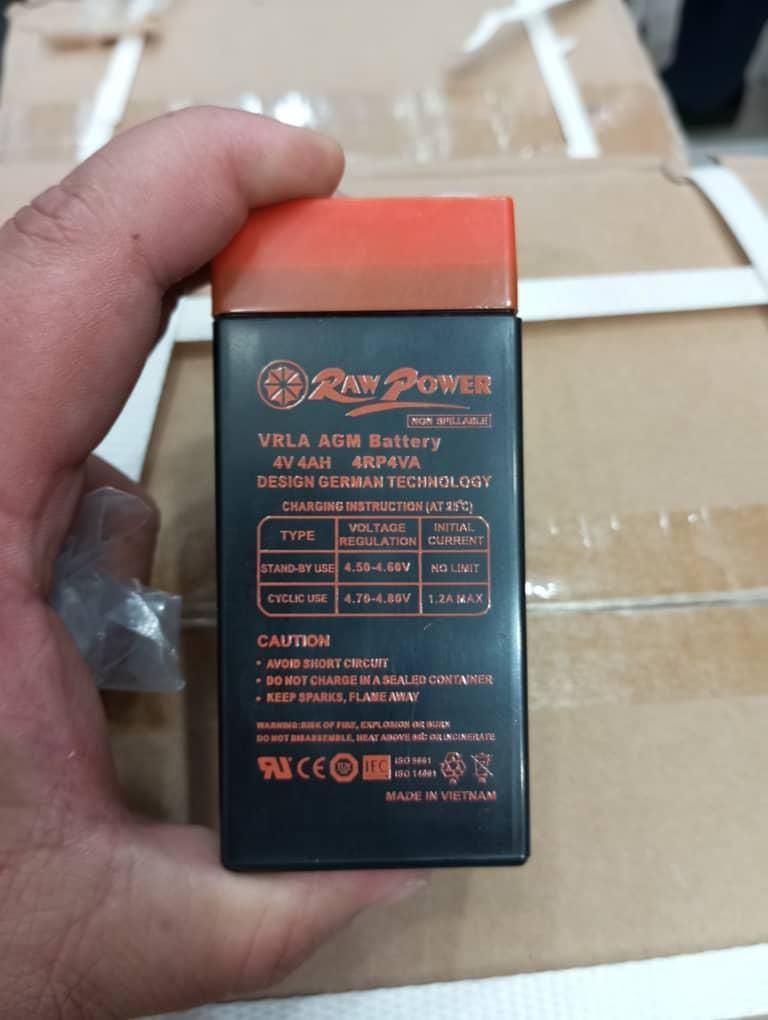 RAW POWER
NON SPILLABLE
VRLA AGM Battery
4V 4AH 4RP4VA
DESIGN GERMAN TECHNOLOGY
CHARGING INSTRUCTION (AT 25°C)
TYPE VOLTAGE REGULATION INITIAL CURRENT
STAND-BY USE 4.50-4.60V NO LIMIT
CYCLIC USE 4.70-4.80V 1.2A MAX
CAUTION
• AVOID SHORT CIRCUIT
• DO NOT CHARGE IN A SEALED CONTAINER
• KEEP SPARKS, FLAME AWAY
WARNING: RISK OF FIRE, EXPLOSION OR BURN
DO NOT DISASSEMBLE, HEAT ABOVE OR INCINERATE
CE TUV IEC ISO 9001
ISO 14001
MADE IN VIETNAM